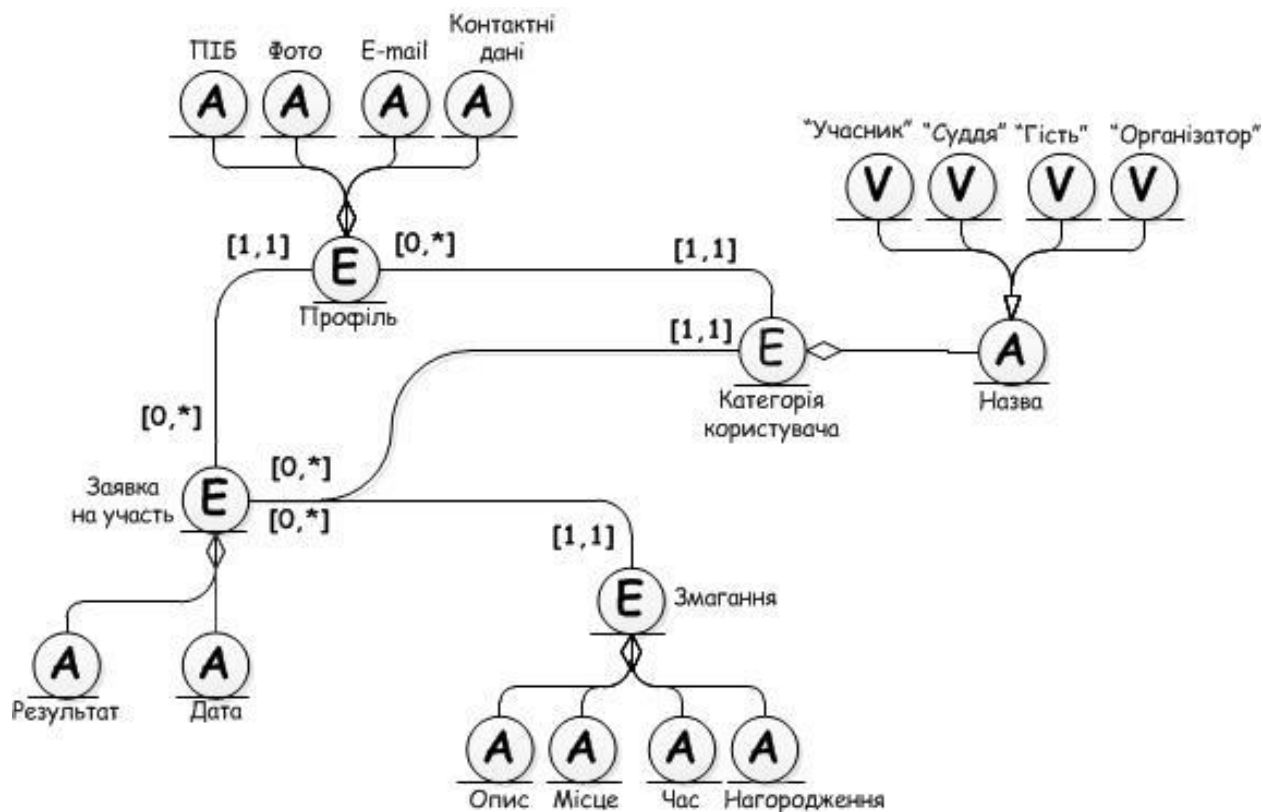 ПІБ Фото E-mail Контактні
дані
A A A A
"Учасник" "Суддя" "Гість" "Організатор"
V V V V
[1,1] E [0,*] [1,1]
Профіль
[1,1] E A
Категорія
користувача
Назва
[0,*]
Заявка
на участь
E [0,*]
[0,*] [1,1]
E Змагання
A A
Результат Дата
A A A A
Опис Місце Час Нагородження